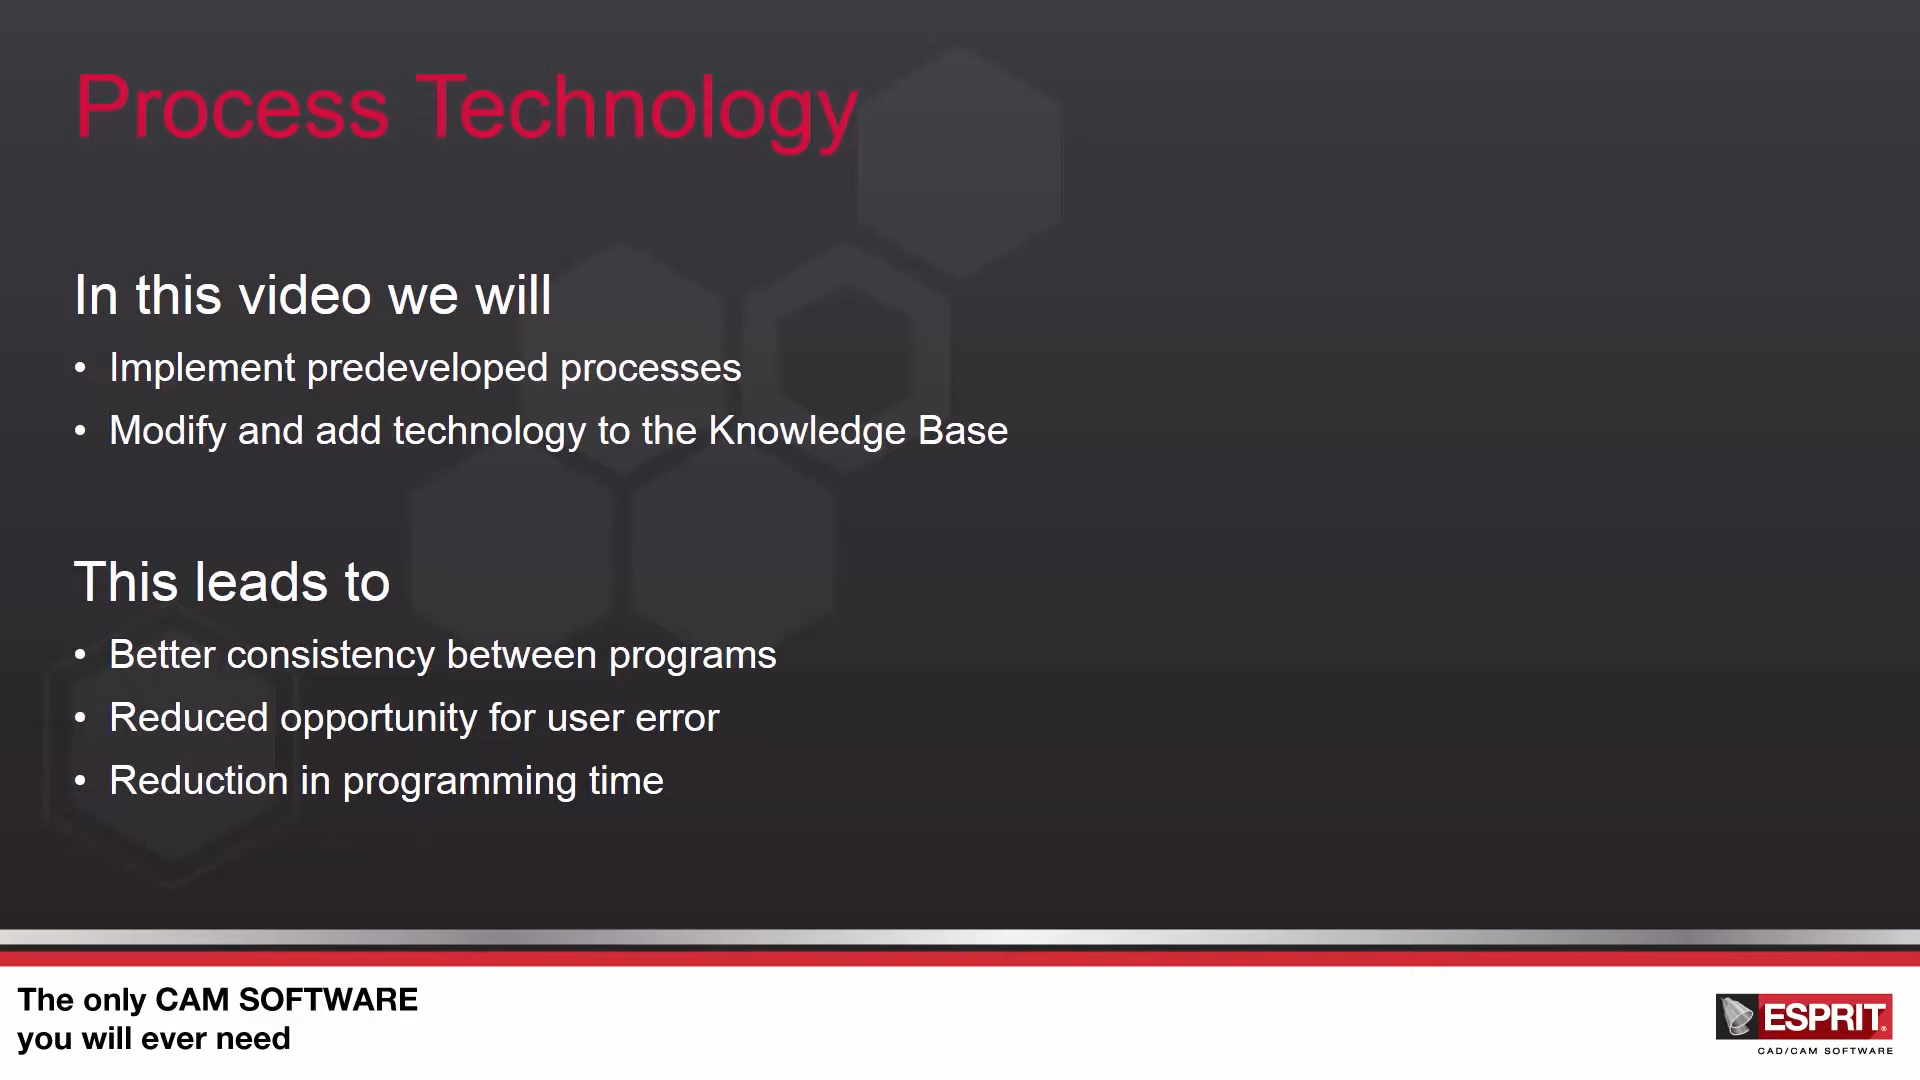 Process Technology
In this video we will
• Implement predeveloped processes
• Modify and add technology to the Knowledge Base
This leads to
• Better consistency between programs
• Reduced opportunity for user error
• Reduction in programming time
The only CAM SOFTWARE
you will ever need
ESPRIT®
CAD/CAM SOFTWARE